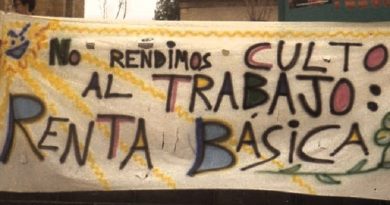 No RENDIMOS CULTO
AL TRABAJO:
RENTA BÁSICA